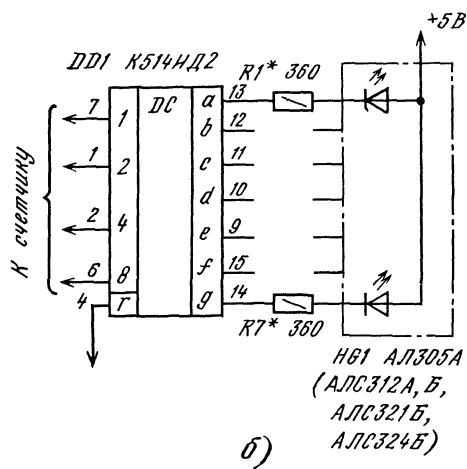 +5В
DD1 К514ИД2
R1* 360
7 1 DC a 13
b 12
1 2 c 11
d 10
2 4 e 9
6 8 f 15
4 r g 14
К счетчику
R7* 360
HG1 АЛ305А
(АЛС312А, Б,
АЛС321Б,
АЛС324Б)
б)